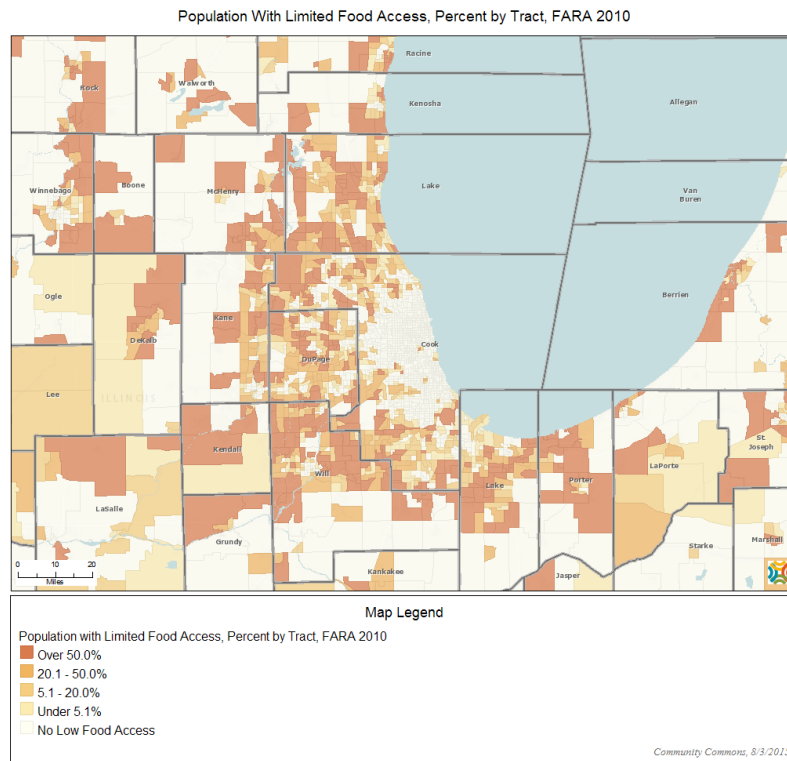 Population With Limited Food Access, Percent by Tract, FARA 2010
Racine
Rock
Walworth
Kenosha
Allegan
Winnebago
Boone
McHenry
Lake
Van
Buren
Ogle
Kane
Berrien
DeKalb
DuPage
Cook
Lee
ILLINOIS
Kendall
Will
Lake
Porter
LaPorte
St
Joseph
LaSalle
Grundy
Kankakee
Jasper
Starke
Marshall
0 5 10 20
Miles
Map Legend
Population with Limited Food Access, Percent by Tract, FARA 2010
Over 50.0%
20.1 - 50.0%
5.1 - 20.0%
Under 5.1%
No Low Food Access
Community Commons, 8/3/2015